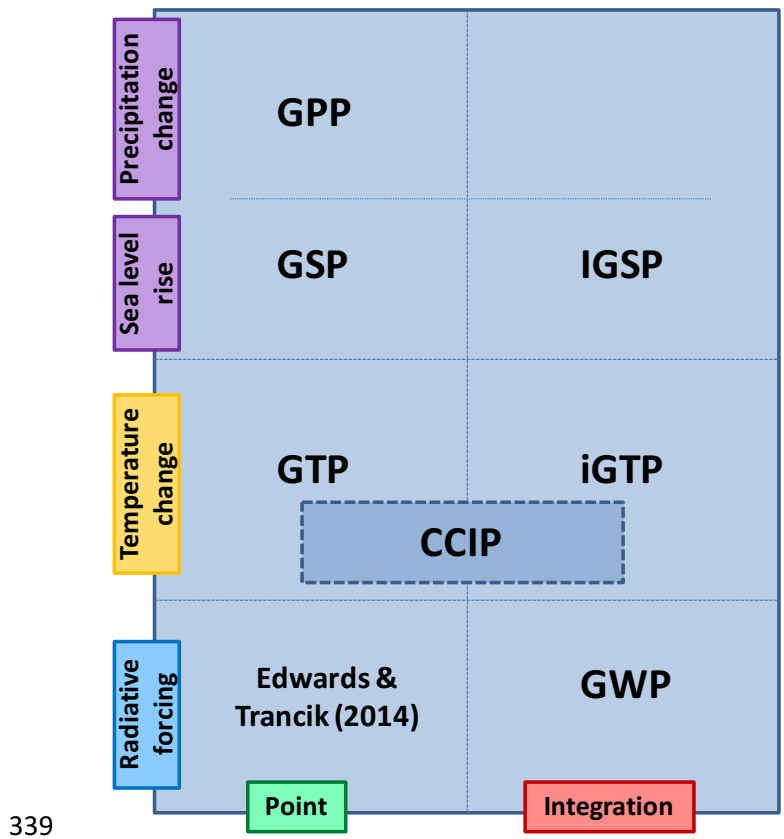 Precipitation
change
GPP
Sea level
rise
GSP
IGSP
Temperature
change
GTP
iGTP
CCIP
Radiative
forcing
Edwards &
Trancik (2014)
GWP
Point
Integration
339